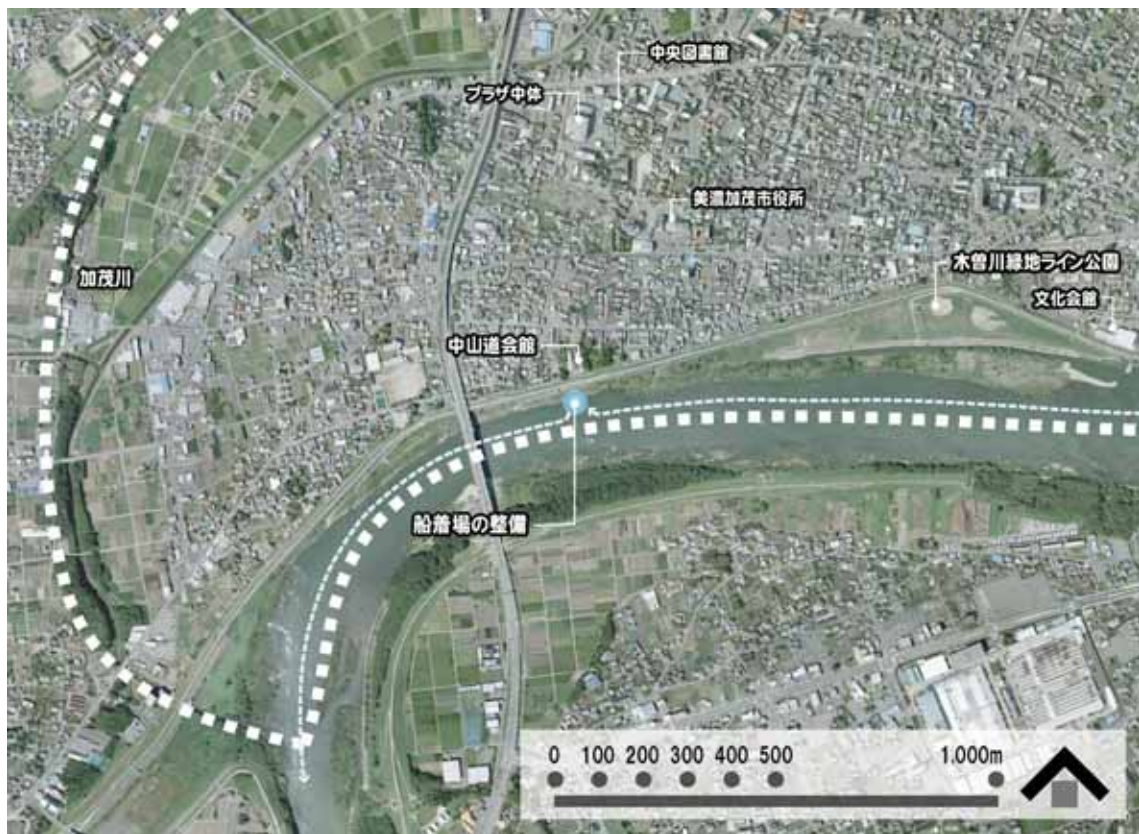 中央図書館
プラザ中体
美濃加茂市役所
木曽川緑地ライン公園
文化会館
加茂川
中山道会館
船着場の整備
0 100 200 300 400 500 1.000m